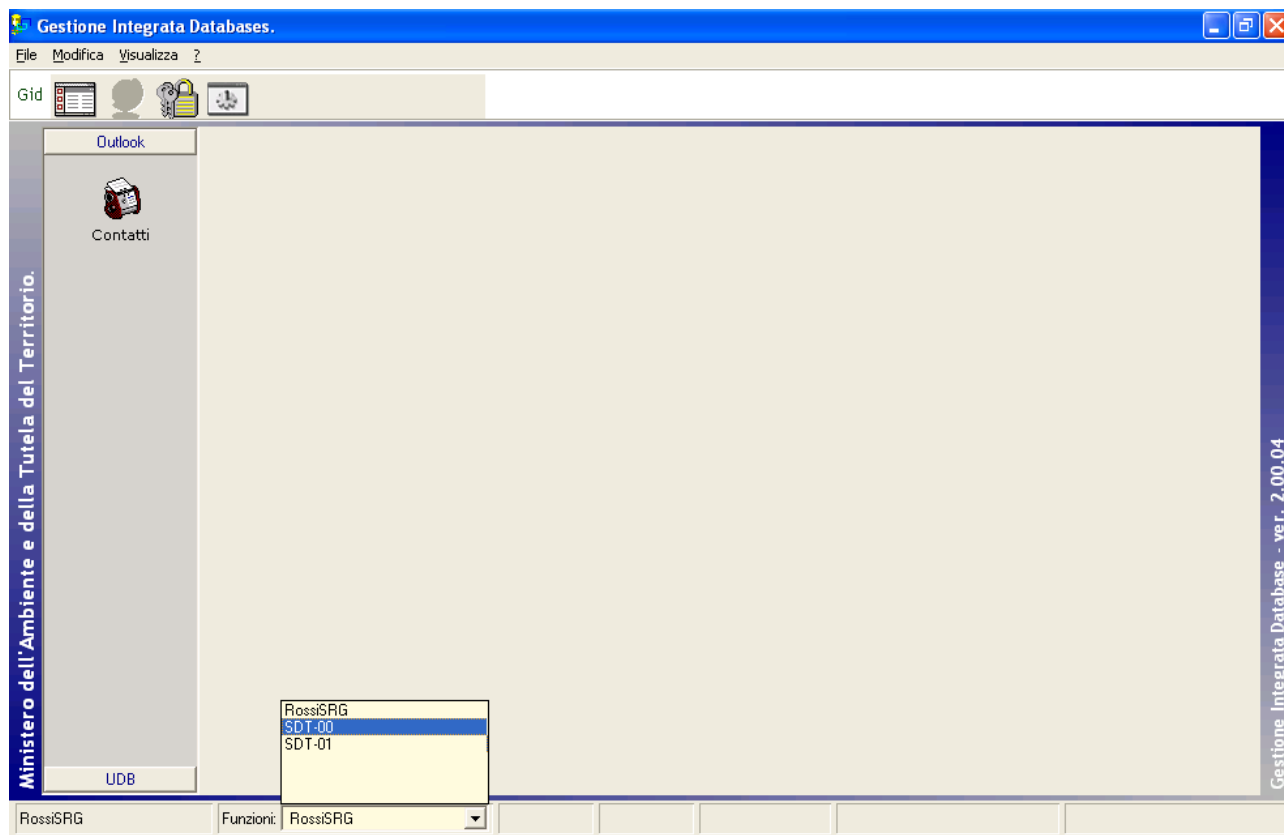 Gestione Integrata Databases.
File Modifica Visualizza ?
Gid
Outlook
Contatti
Ministero dell'Ambiente e della Tutela del Territorio.
Gestione Integrata Database - ver. 2.00.04
UDB
RossiSRG
SDT-00
SDT-01
RossiSRG
Funzioni: RossiSRG